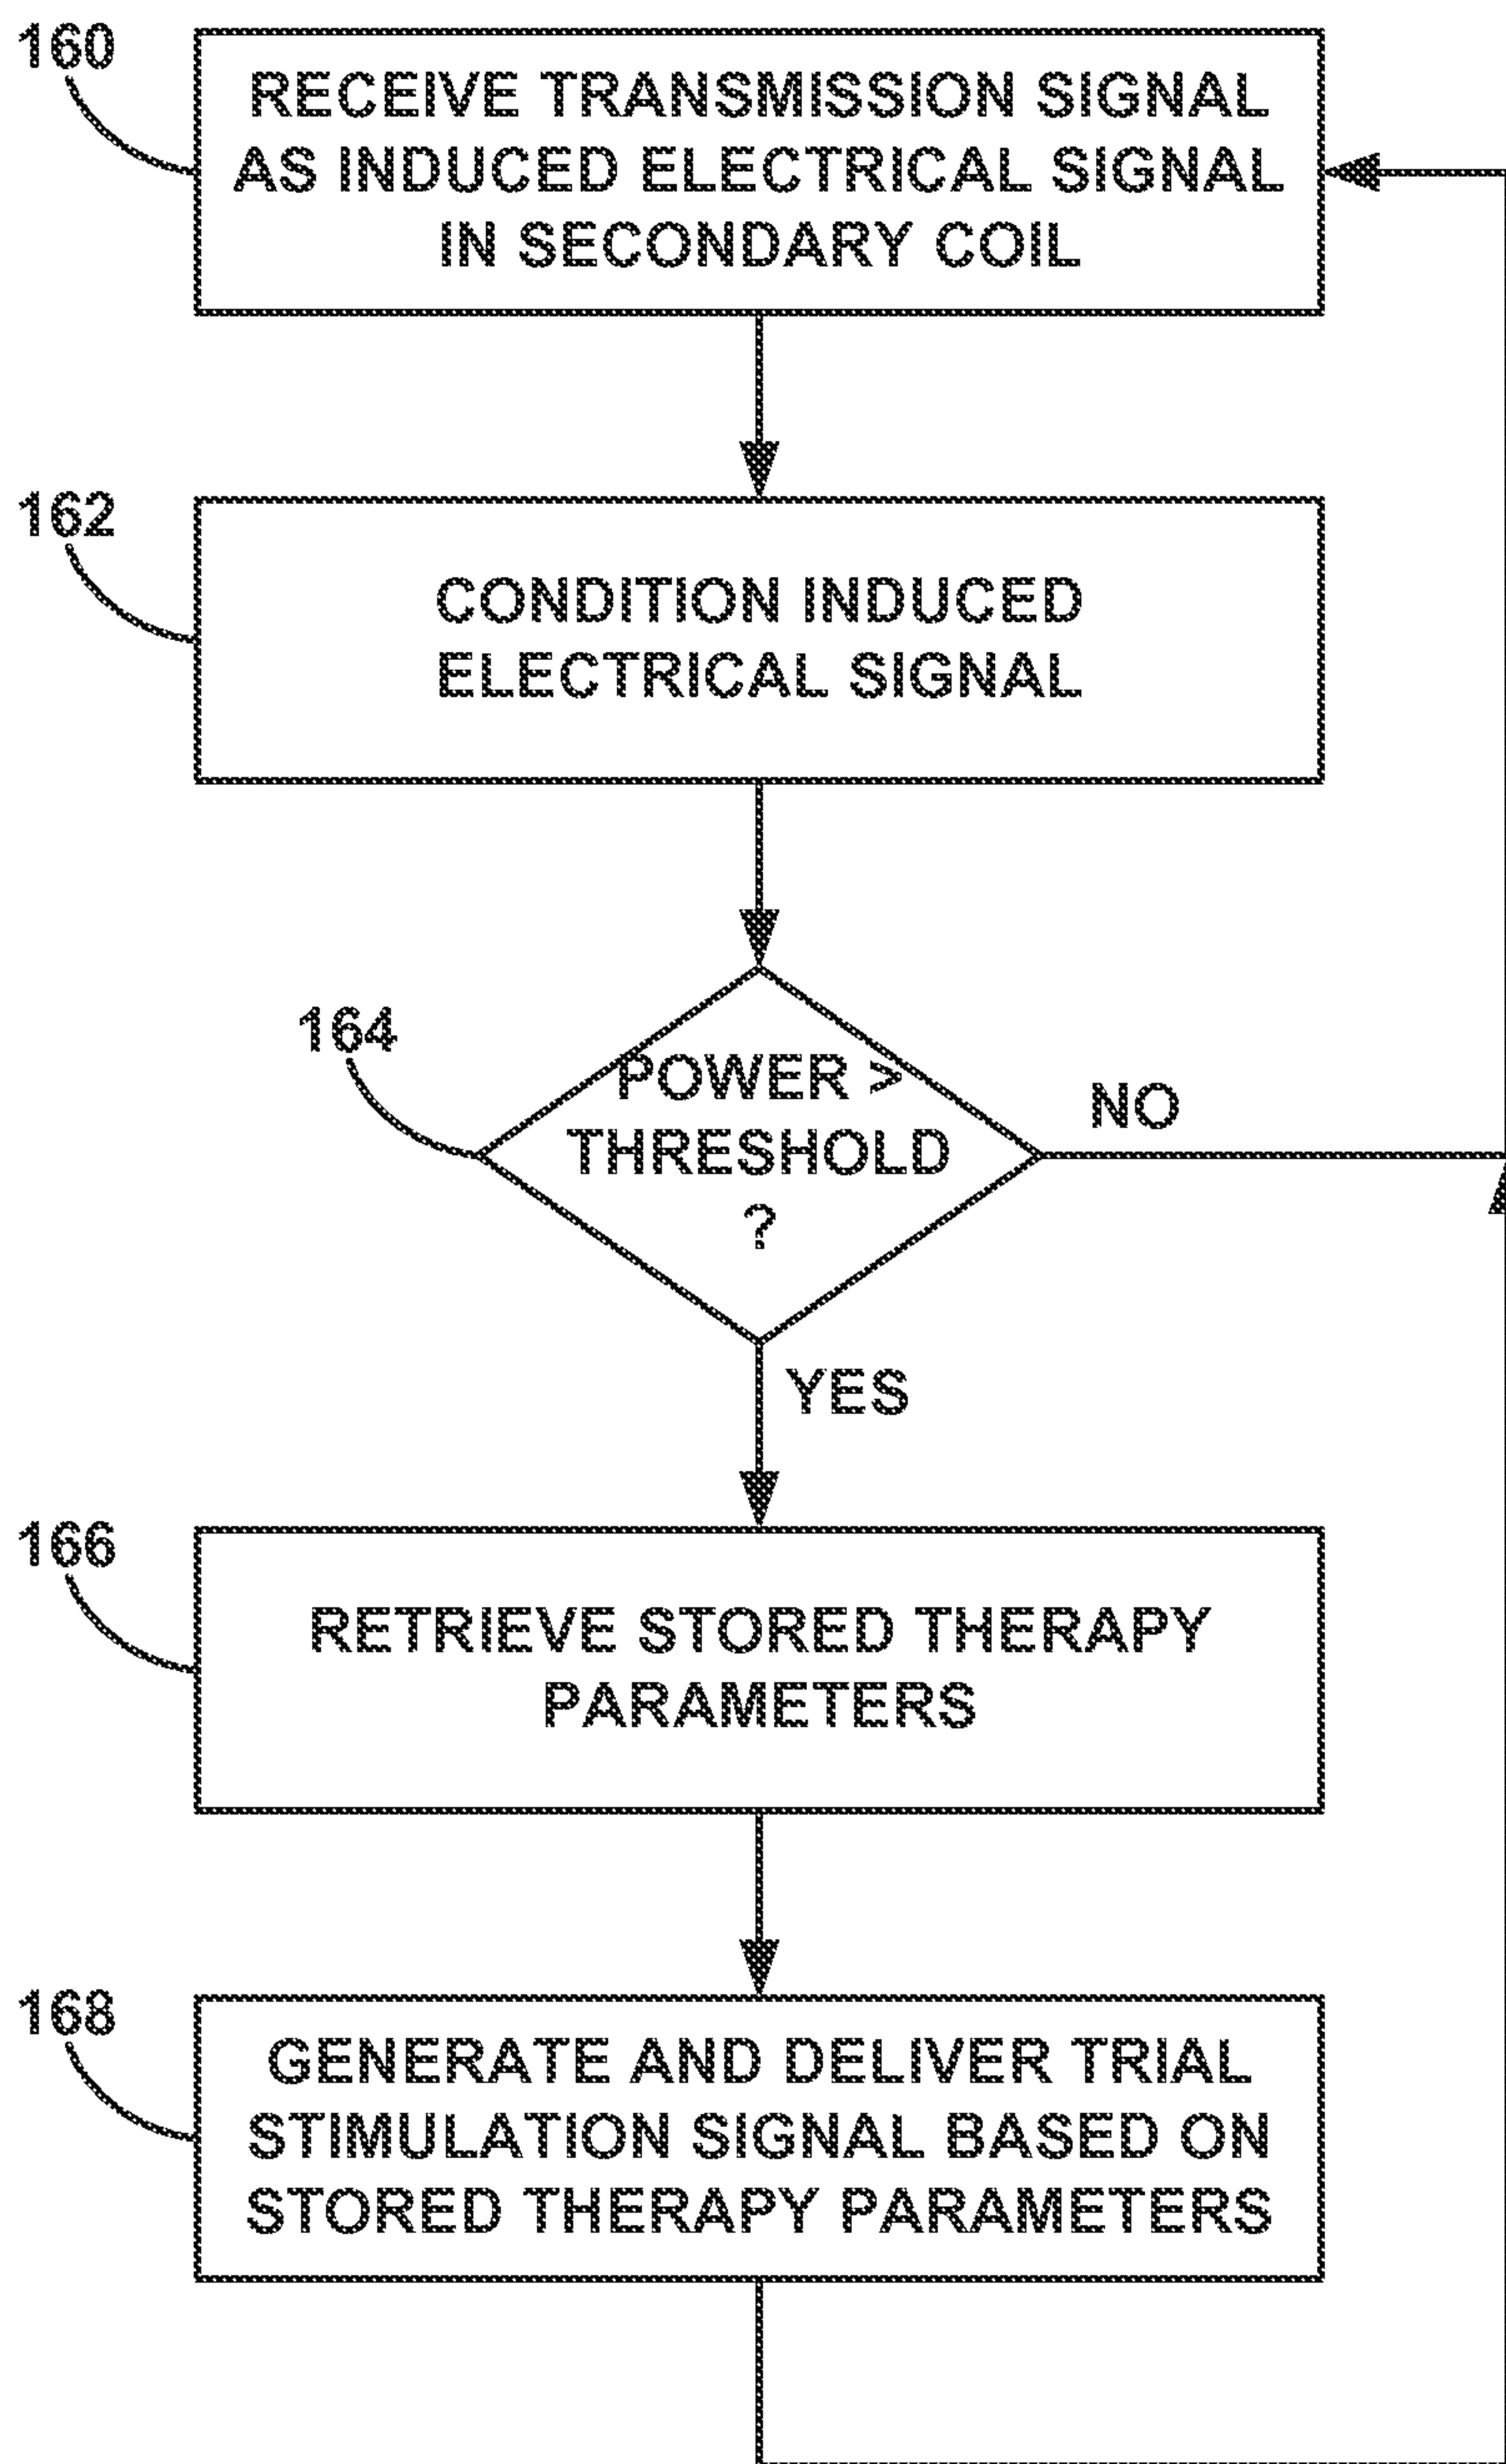 160
RECEIVE TRANSMISSION SIGNAL
AS INDUCED ELECTRICAL SIGNAL
IN SECONDARY COIL
162
CONDITION INDUCED
ELECTRICAL SIGNAL
164
POWER >
THRESHOLD
?
NO
YES
166
RETRIEVE STORED THERAPY
PARAMETERS
168
GENERATE AND DELIVER TRIAL
STIMULATION SIGNAL BASED ON
STORED THERAPY PARAMETERS